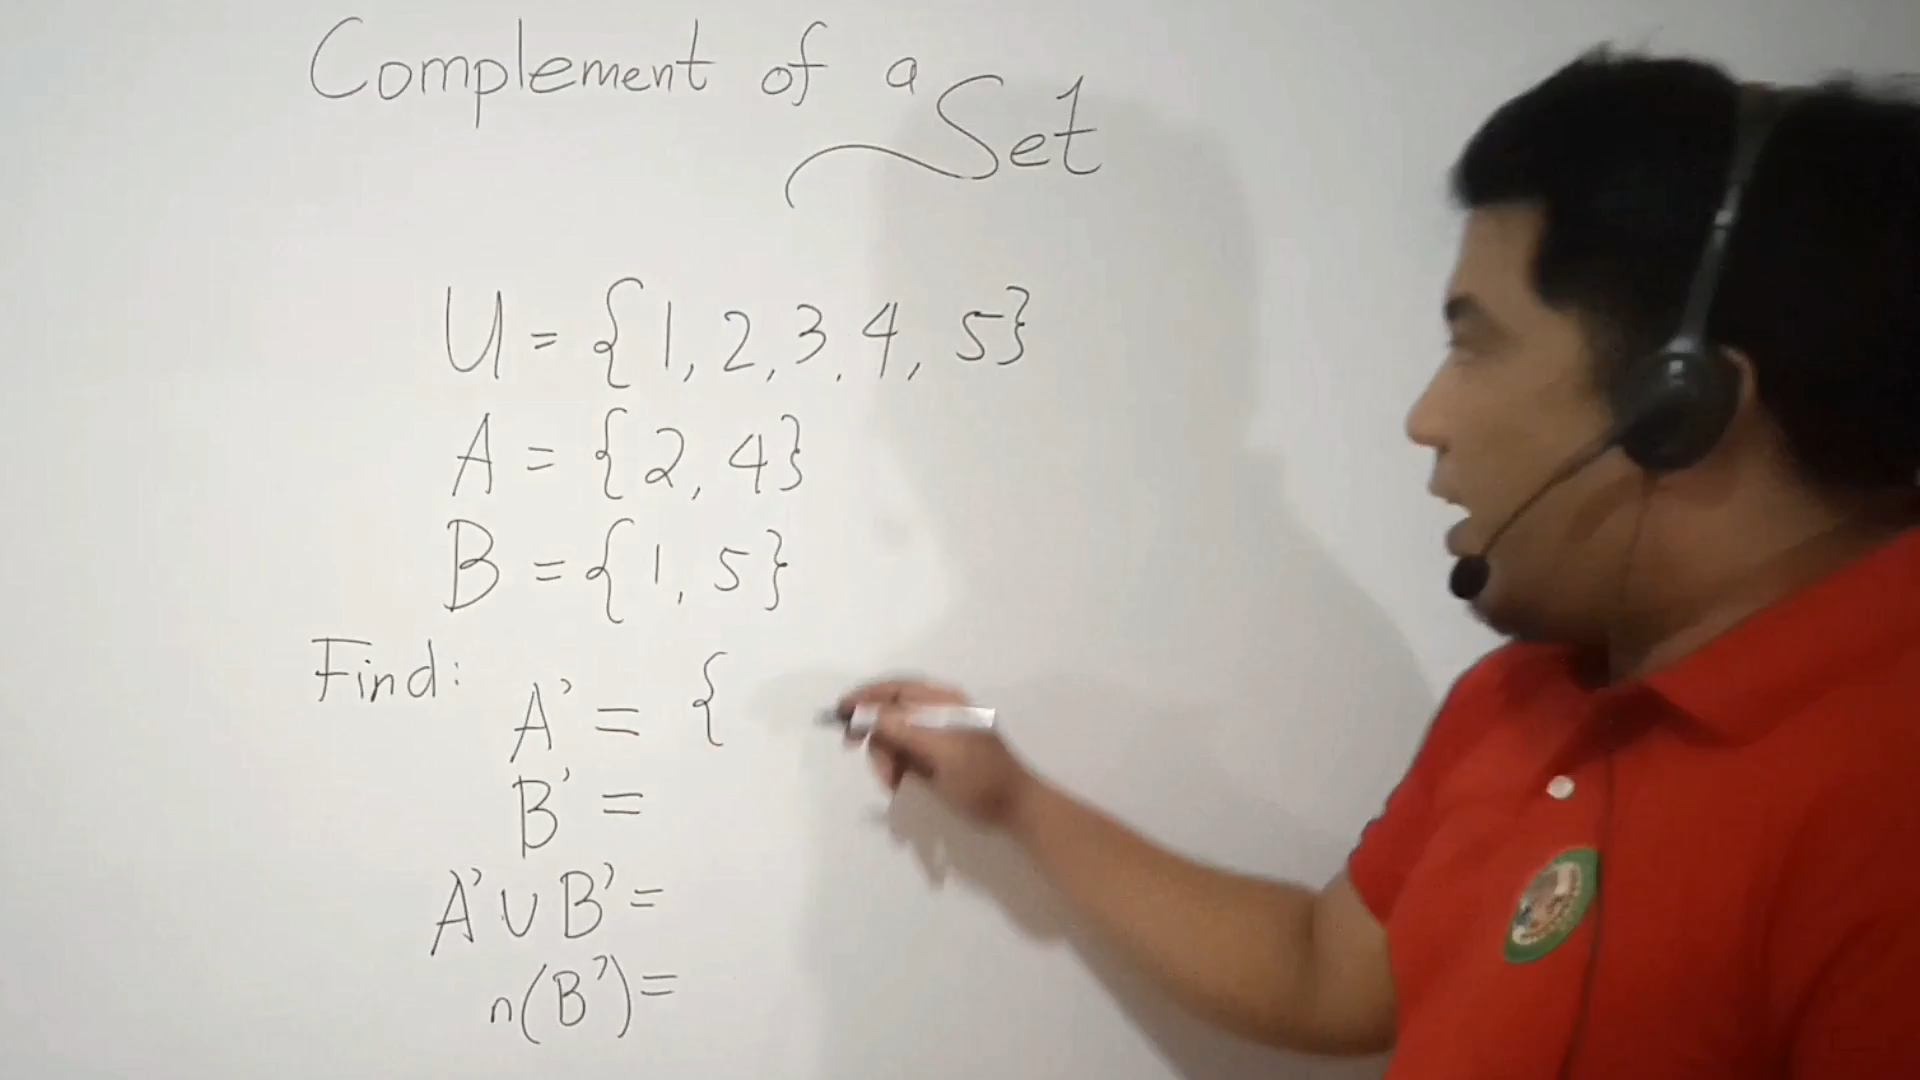 Complement of a Set
U = {1, 2, 3, 4, 5}
A = {2, 4}
B = {1, 5}
Find:
A' = {
B' =
A' ∪ B' =
n(B') =